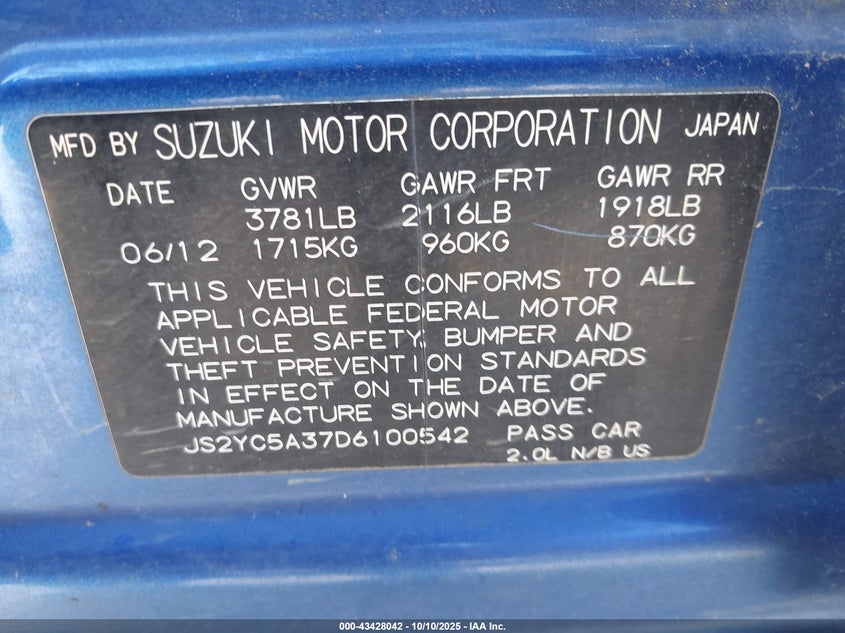 MFD BY SUZUKI MOTOR CORPORATION JAPAN
DATE GVWR GAWR FRT GAWR RR
3781LB 2116LB 1918LB
06/12 1715KG 960KG 870KG
THIS VEHICLE CONFORMS TO ALL
APPLICABLE FEDERAL MOTOR
VEHICLE SAFETY, BUMPER AND
THEFT PREVENTION STANDARDS
IN EFFECT ON THE DATE OF
MANUFACTURE SHOWN ABOVE.
JS2YC5A37D6100542 PASS CAR
2.0L N/B US
000-43428042 | 10/10/2025 - IAA Inc.